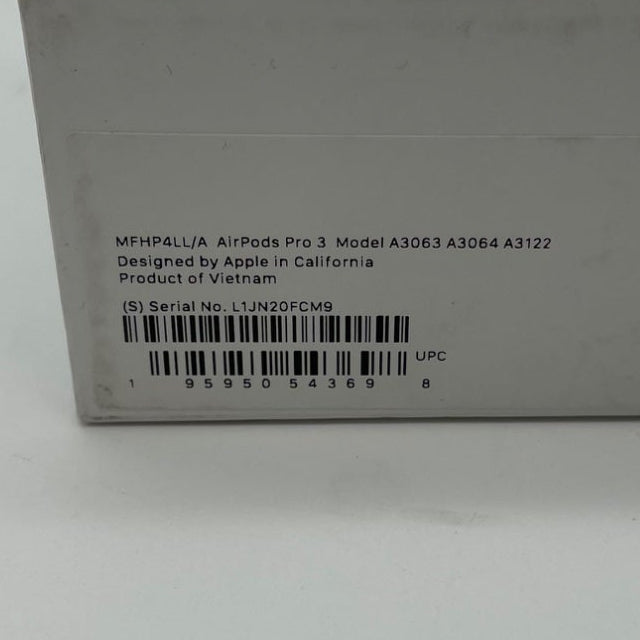 MFHP4LL/A AirPods Pro 3 Model A3063 A3064 A3122
Designed by Apple in California
Product of Vietnam
(S) Serial No. L1JN20FCM9
UPC
1 95950 54369 8